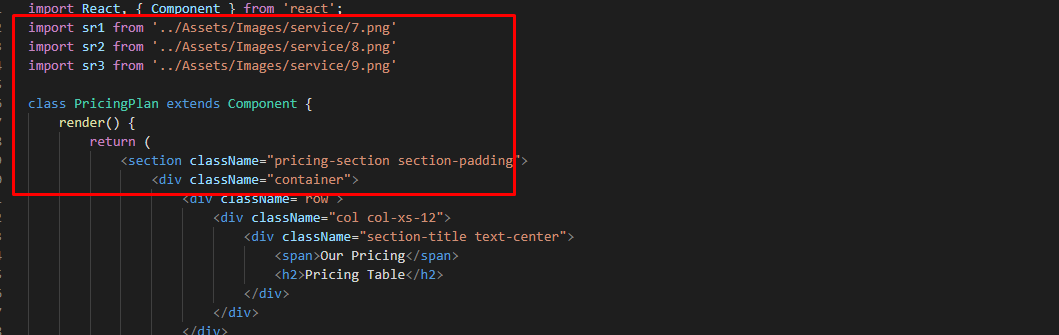 import React, { Component } from 'react';
import sr1 from '../Assets/Images/service/7.png'
import sr2 from '../Assets/Images/service/8.png'
import sr3 from '../Assets/Images/service/9.png'
class PricingPlan extends Component {
render() {
return (
<section className="pricing-section section-padding">
<div className="container">
<div className="row">
<div className="col col-xs-12">
<div className="section-title text-center">
<span>Our Pricing</span>
<h2>Pricing Table</h2>
</div>
</div>
</div>